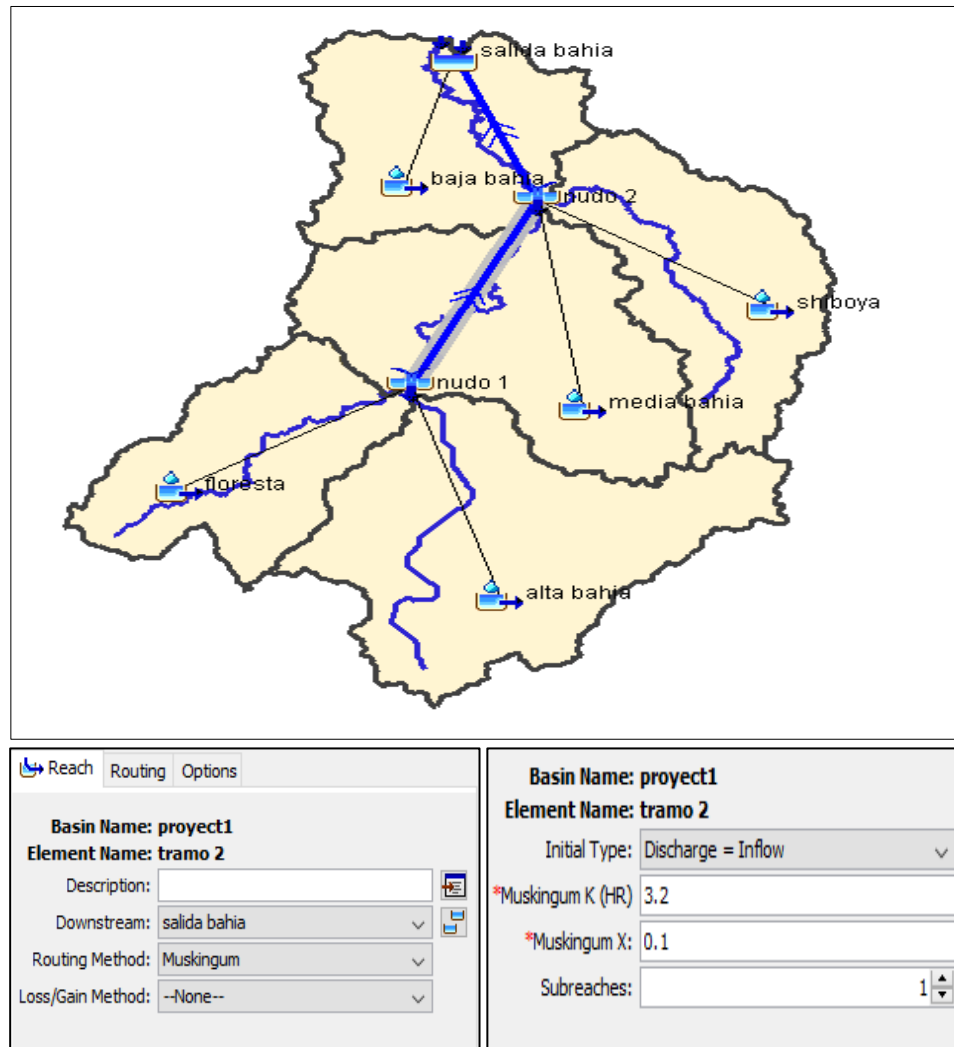 salida bahia
baja bahia
nudo 2
shiboya
nudo 1
media bahia
floresta
alta bahia
Reach Routing Options
Basin Name: proyect1
Element Name: tramo 2
Description:
Downstream: salida bahia
Routing Method: Muskingum
Loss/Gain Method: --None--
Basin Name: proyect1
Element Name: tramo 2
Initial Type: Discharge = Inflow
*Muskingum K (HR) 3.2
*Muskingum X: 0.1
Subreaches: 1